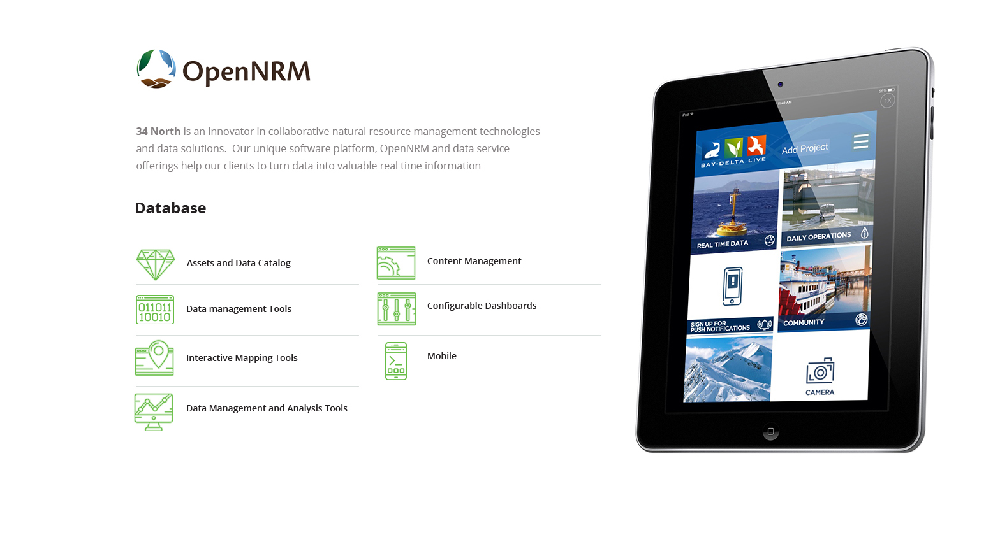 OpenNRM
34 North is an innovator in collaborative natural resource management technologies
and data solutions.  Our unique software platform, OpenNRM and data service
offerings help our clients to turn data into valuable real time information
Database
Assets and Data Catalog
Content Management
011011
10010
Data management Tools
Configurable Dashboards
Interactive Mapping Tools
Mobile
Data Management and Analysis Tools
iPad
11:40 AM
56%
1X
BAY-DELTA LIVE
Add Project
REAL TIME DATA
DAILY OPERATIONS
SIGN UP FOR
PUSH NOTIFICATIONS
COMMUNITY
CAMERA